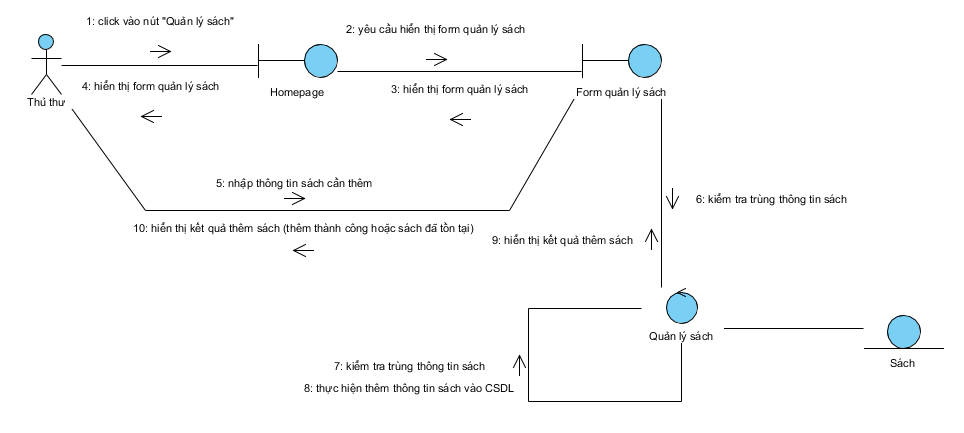 1: click vào nút "Quản lý sách"
2: yêu cầu hiển thị form quản lý sách
4: hiển thị form quản lý sách
3: hiển thị form quản lý sách
Homepage
Form quản lý sách
Thủ thư
5: nhập thông tin sách cần thêm
6: kiểm tra trùng thông tin sách
10: hiển thị kết quả thêm sách (thêm thành công hoặc sách đã tồn tại)
9: hiển thị kết quả thêm sách
Quản lý sách
Sách
7: kiểm tra trùng thông tin sách
8: thực hiện thêm thông tin sách vào CSDL